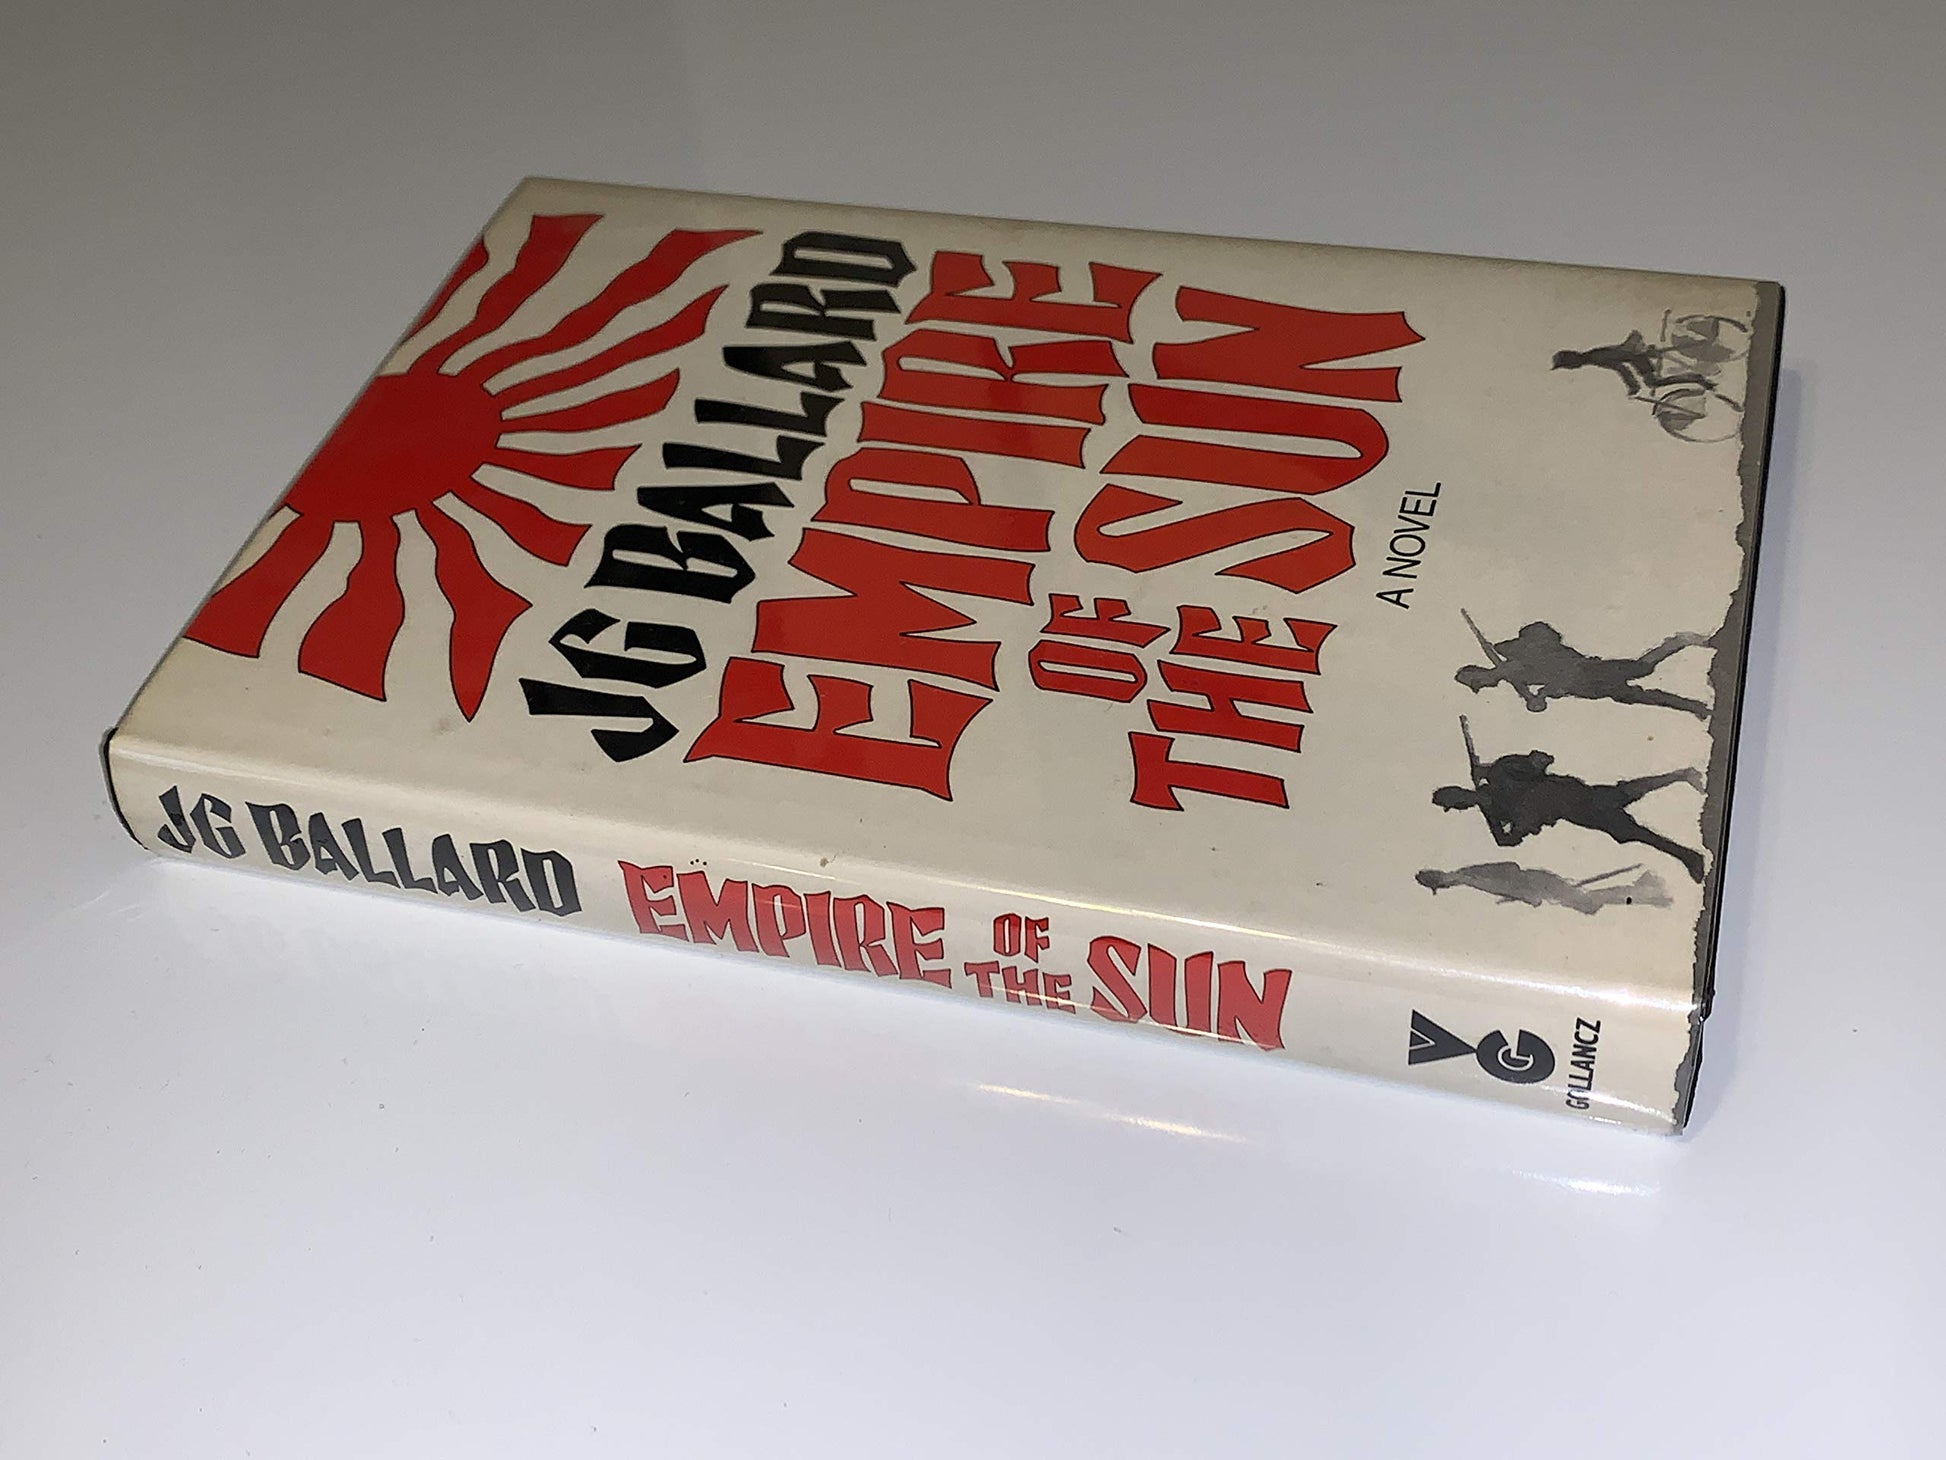 JG BALLARD
EMPIRE
OF
THE
SUN
A NOVEL
JG BALLARD
EMPIRE
OF
THE
SUN
VG
GOLLANCZ